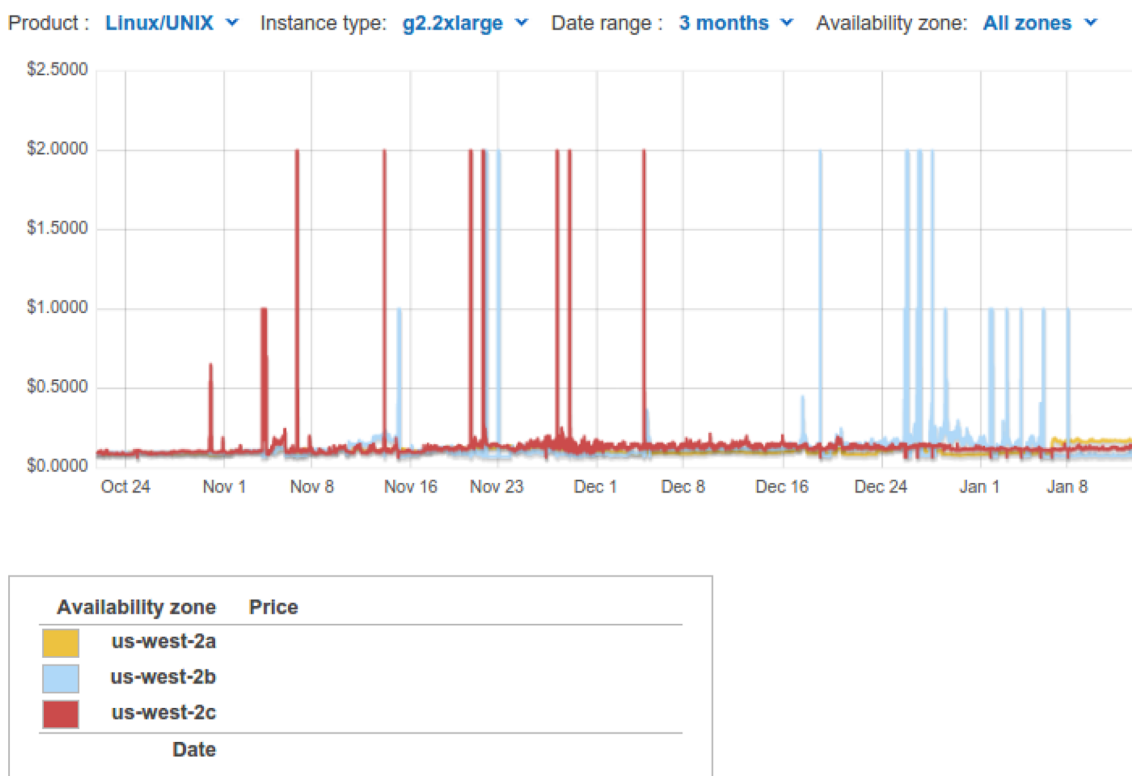 Product : Linux/UNIX Instance type: g2.2xlarge Date range : 3 months Availability zone: All zones
$2.5000
$2.0000
$1.5000
$1.0000
$0.5000
$0.0000
Oct 24 Nov 1 Nov 8 Nov 16 Nov 23 Dec 1 Dec 8 Dec 16 Dec 24 Jan 1 Jan 8
Availability zone Price
us-west-2a
us-west-2b
us-west-2c
Date